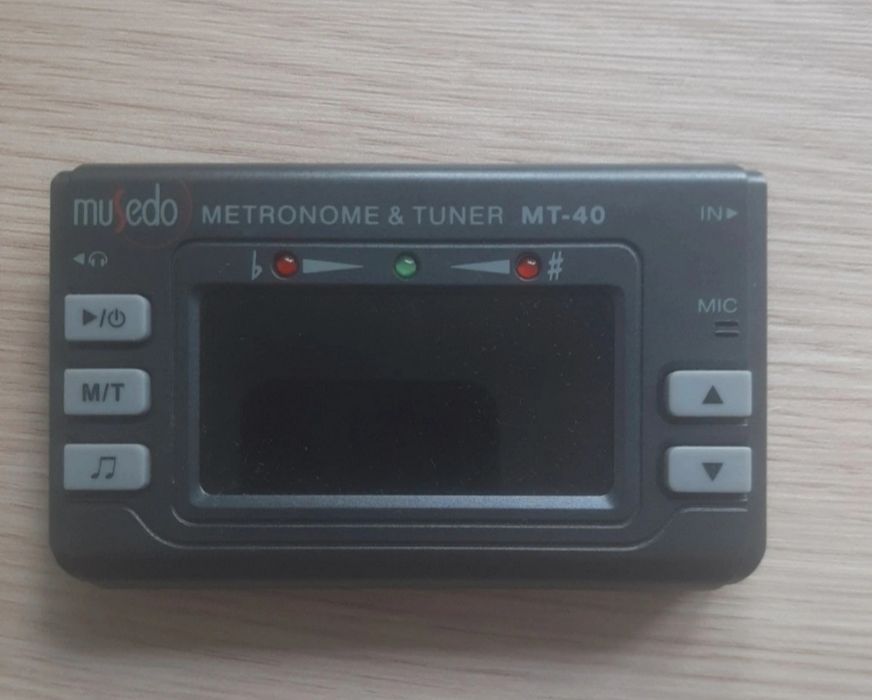 musedo METRONOME & TUNER MT-40 IN▶
◀🎧
♭ ♯
MIC
▶/⏻
M/T
♫
▲
▼